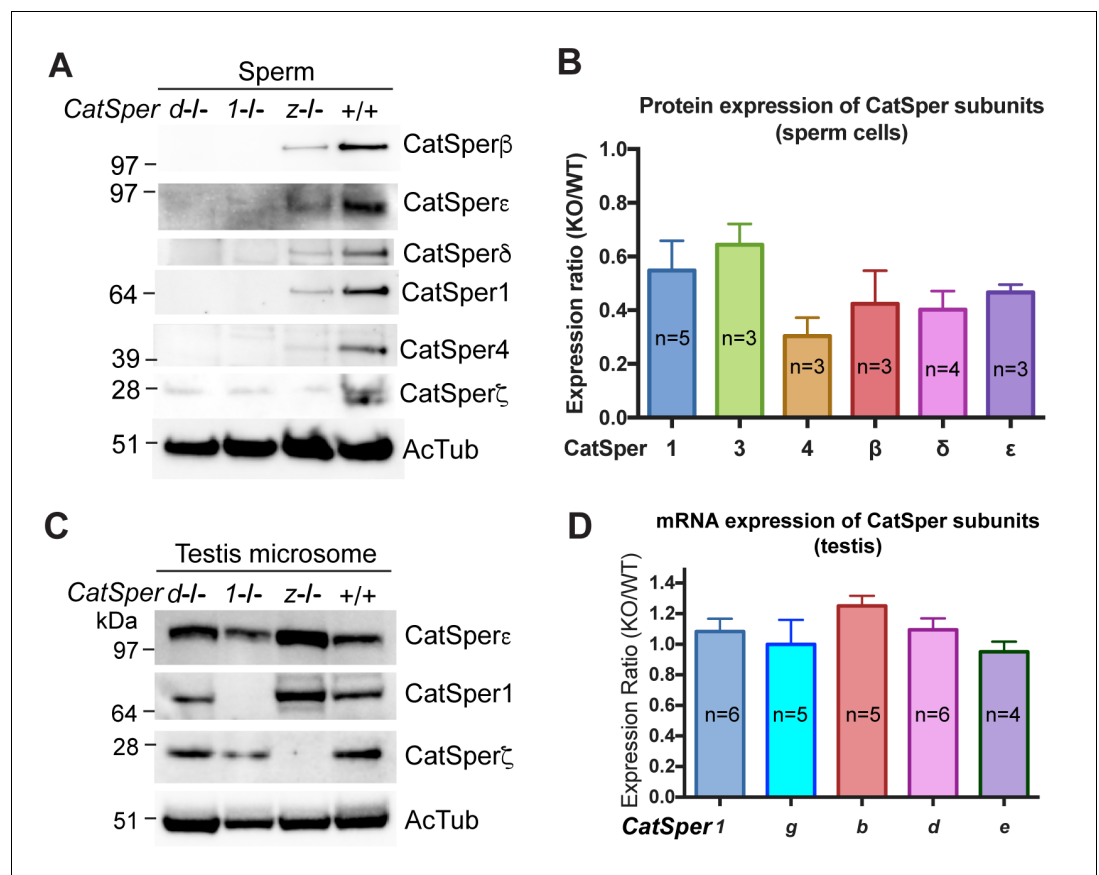 A
Sperm
CatSper d-/- 1-/- z-/- +/+
97
CatSperβ
97
CatSperε
CatSperδ
64
CatSper1
39
CatSper4
28
CatSperζ
51
AcTub
B
Protein expression of CatSper subunits
(sperm cells)
Expression ratio (KO/WT)
1.0
0.8
0.6
0.4
0.2
0.0
n=5 n=3 n=3 n=3 n=4 n=3
CatSper 1 3 4 β δ ε
C
Testis microsome
CatSper d-/- 1-/- z-/- +/+
kDa
97
CatSperε
64
CatSper1
28
CatSperζ
51
AcTub
D
mRNA expression of CatSper subunits
(testis)
Expression Ratio (KO/WT)
1.4
1.2
1.0
0.8
0.6
0.4
0.2
0.0
n=6 n=5 n=5 n=6 n=4
CatSper 1 g b d e